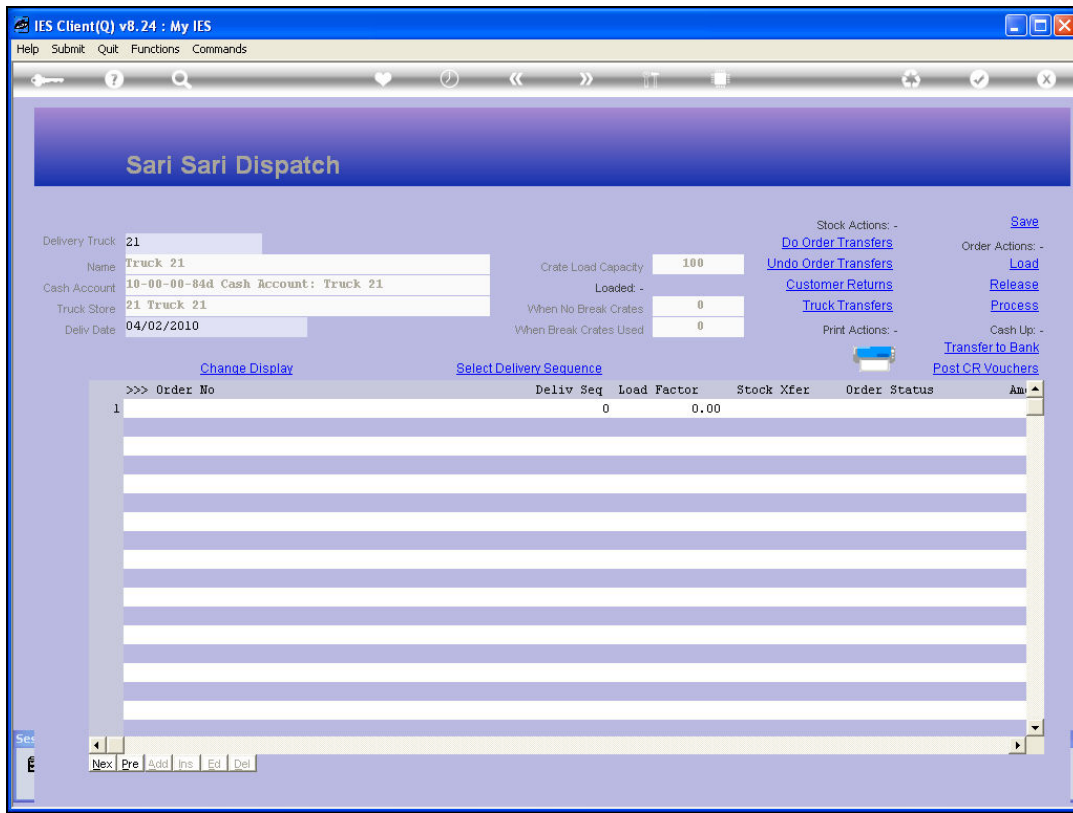 IES Client(Q) v8.24 : My IES
Help Submit Quit Functions Commands
Sari Sari Dispatch
Stock Actions: - Save
Delivery Truck 21 Do Order Transfers Order Actions: -
Name Truck 21 Crate Load Capacity 100 Undo Order Transfers Load
Cash Account 10-00-00-84d Cash Account: Truck 21 Loaded: - Customer Returns Release
Truck Store 21 Truck 21 When No Break Crates 0 Truck Transfers Process
Deliv Date 04/02/2010 When Break Crates Used 0 Print Actions: - Cash Up: -
Transfer to Bank
Change Display Select Delivery Sequence Post CR Vouchers
>>> Order No Deliv Seq Load Factor Stock Xfer Order Status Am
1 0 0.00
Ses
Nex Pre Add Ins Ed Del